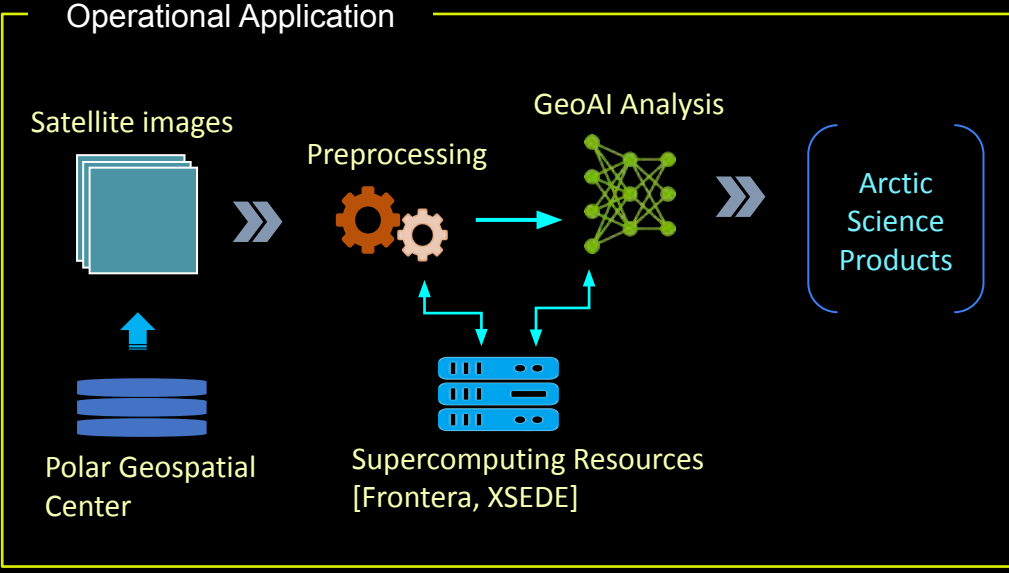 Operational Application
Satellite images
Preprocessing
GeoAI Analysis
Arctic
Science
Products
Polar Geospatial
Center
Supercomputing Resources
[Frontera, XSEDE]